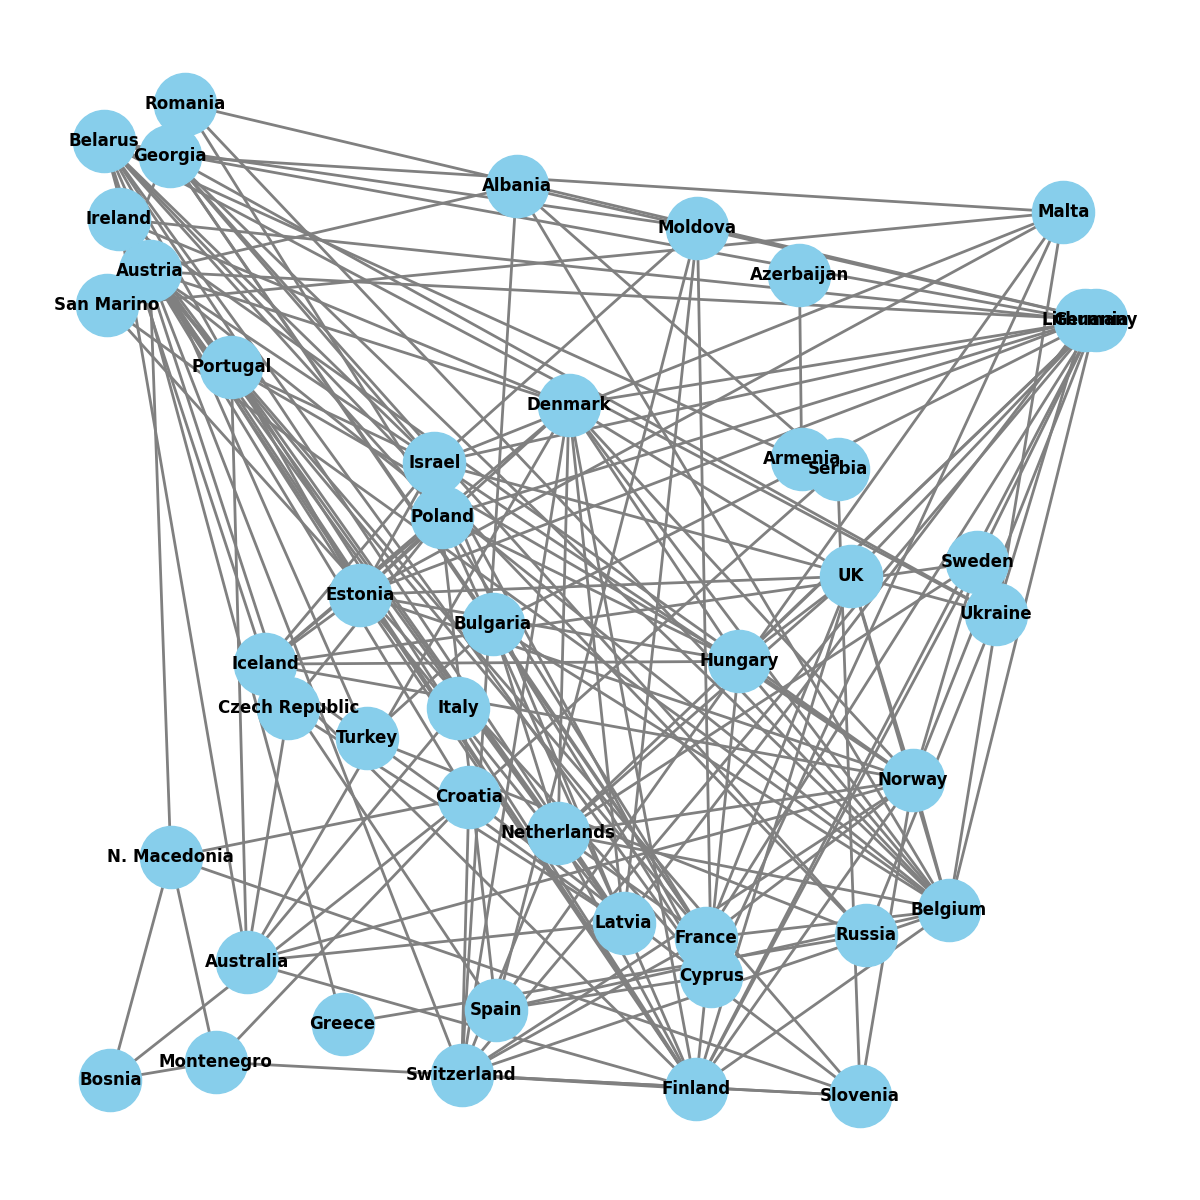 Romania
Belarus
Georgia
Albania
Malta
Ireland
Moldova
Austria
Azerbaijan
San Marino
Lithuania
Germany
Portugal
Denmark
Israel
Armenia
Serbia
Poland
Sweden
UK
Estonia
Ukraine
Bulgaria
Hungary
Iceland
Czech Republic
Italy
Turkey
Norway
Croatia
Netherlands
N. Macedonia
Belgium
Latvia
Russia
France
Australia
Cyprus
Spain
Greece
Montenegro
Switzerland
Bosnia
Finland
Slovenia